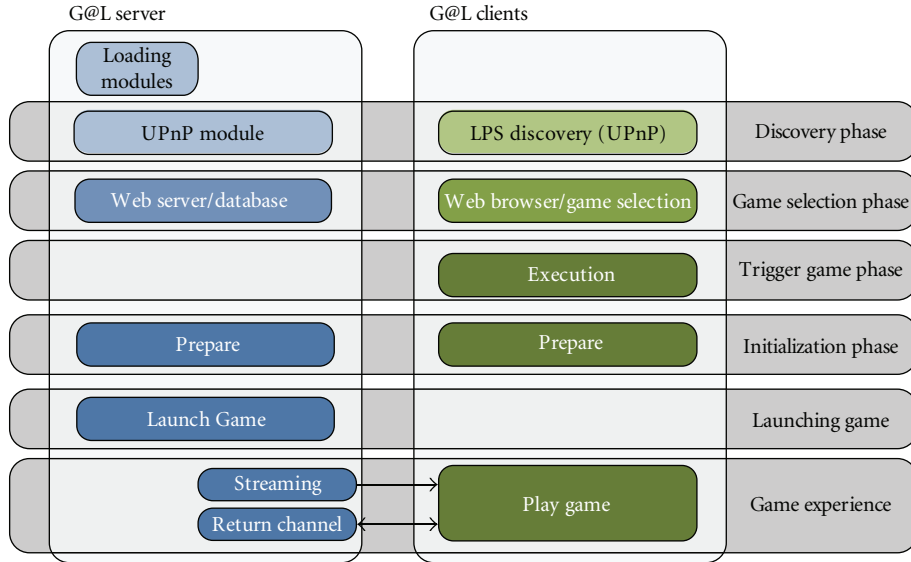 G@L server
G@L clients
Loading
modules
UPnP module
LPS discovery (UPnP)
Discovery phase
Web server/database
Web browser/game selection
Game selection phase
Execution
Trigger game phase
Prepare
Prepare
Initialization phase
Launch Game
Launching game
Streaming
Return channel
Play game
Game experience